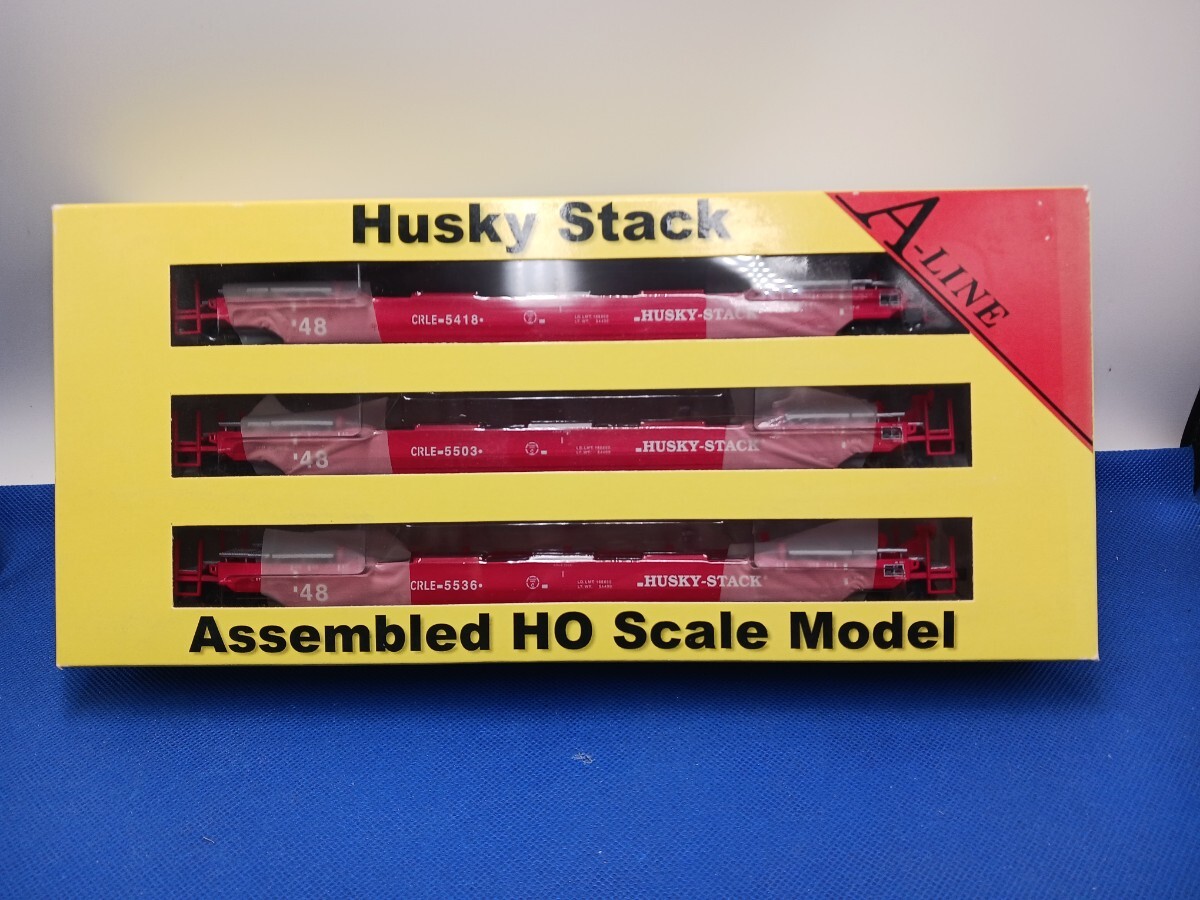 Husky Stack
A-LINE
48 CRLE 5418 HUSKY-STACK
48 CRLE 5503 HUSKY-STACK
48 CRLE 5536 HUSKY-STACK
Assembled HO Scale Model